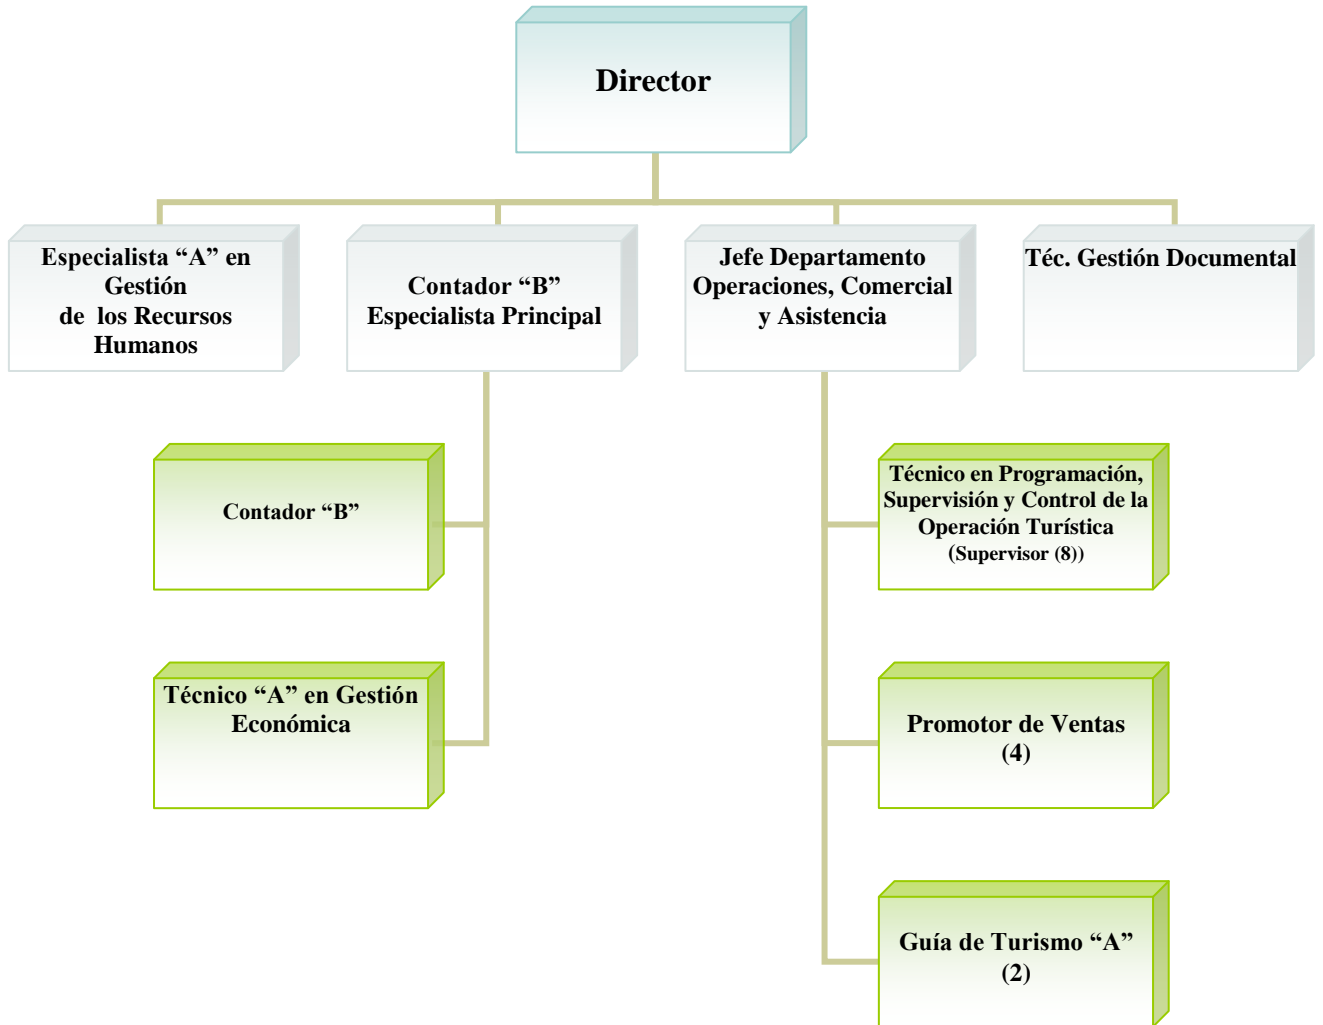 Director
Especialista “A” en
Gestión
de  los Recursos
Humanos
Contador “B”
Especialista Principal
Jefe Departamento
Operaciones, Comercial
y Asistencia
Téc. Gestión Documental
Contador “B”
Técnico “A” en Gestión
Económica
Técnico en Programación,
Supervisión y Control de la
Operación Turística
(Supervisor (8))
Promotor de Ventas
(4)
Guía de Turismo “A”
(2)